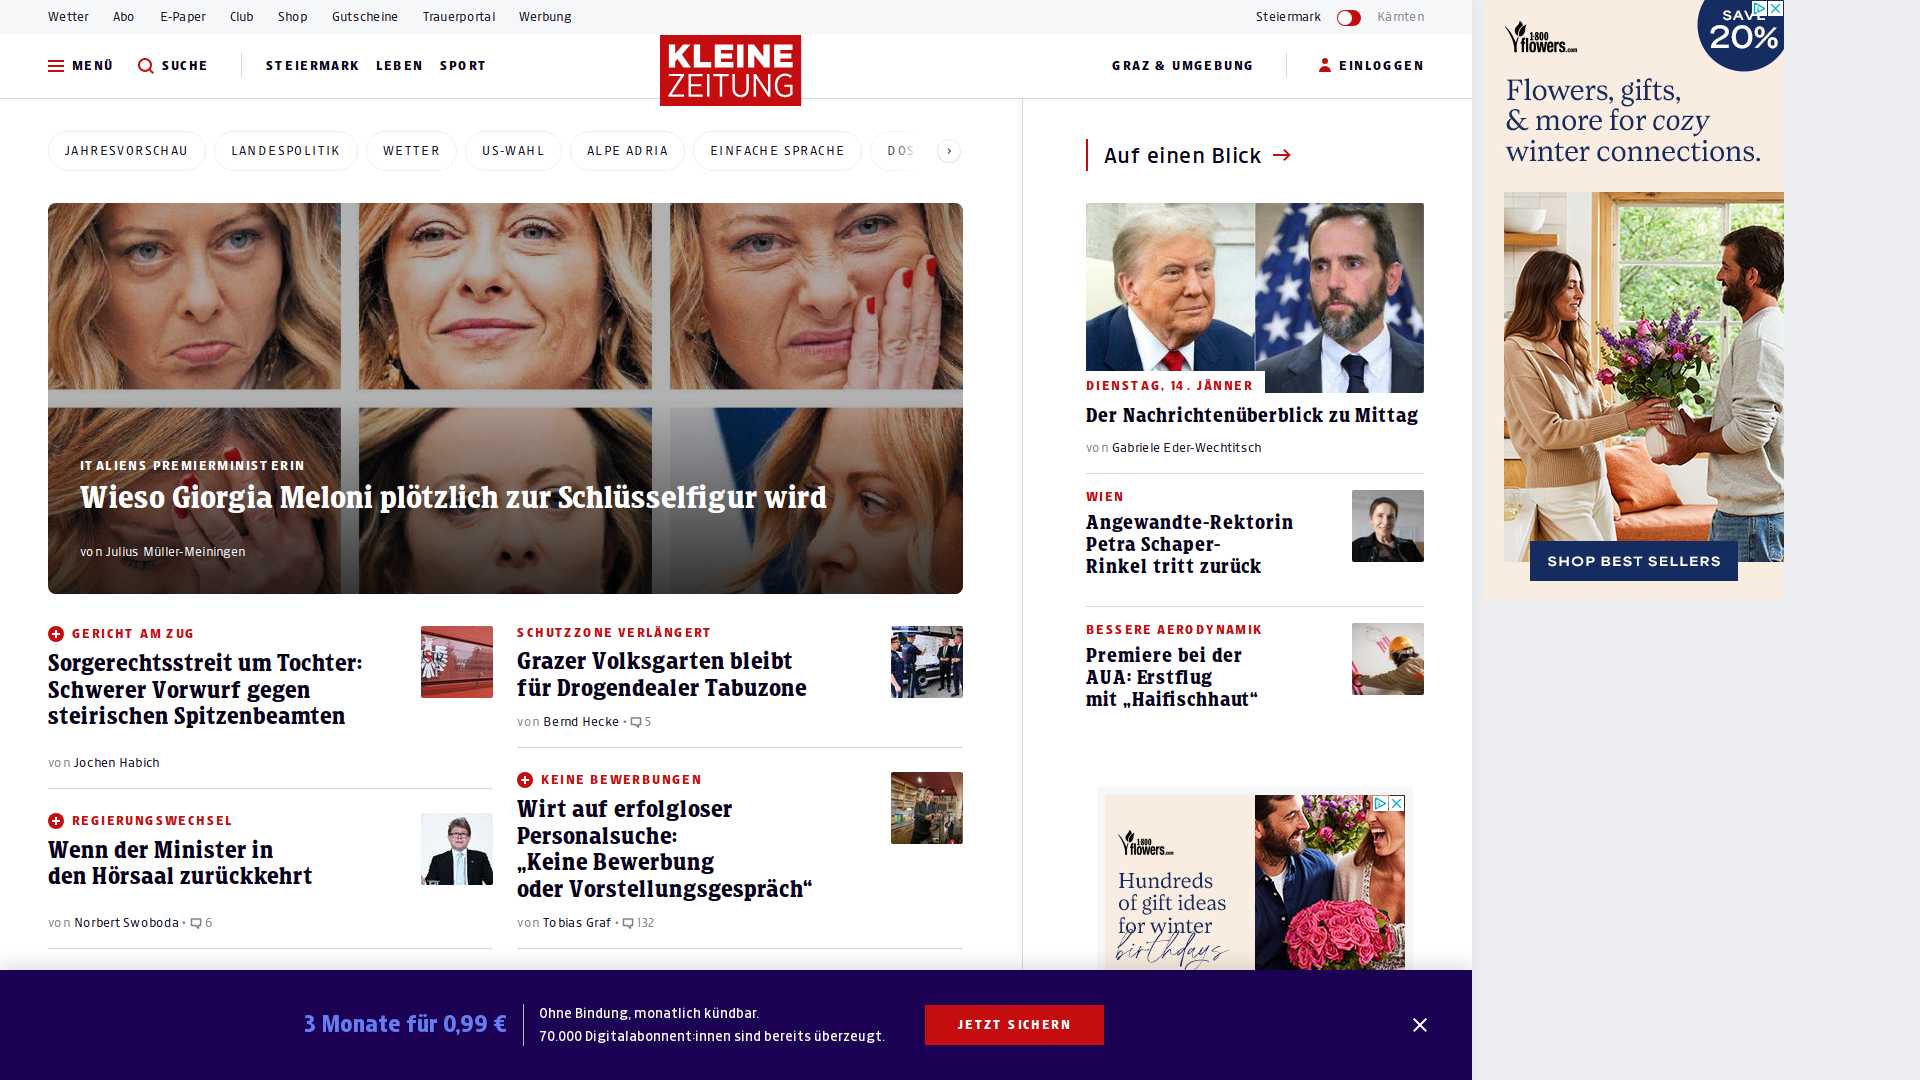 Wetter Abo E-Paper Club Shop Gutscheine Trauerportal Werbung
Steiermark Kärnten
MENÜ SUCHE STEIERMARK LEBEN SPORT
KLEINE
ZEITUNG
GRAZ & UMGEBUNG EINLOGGEN
JAHRESVORSCHAU LANDESPOLITIK WETTER US-WAHL ALPE ADRIA EINFACHE SPRACHE DOS
ITALIENS PREMIERMINISTERIN
Wieso Giorgia Meloni plötzlich zur Schlüsselfigur wird
von Julius Müller-Meiningen
GERICHT AM ZUG
Sorgerechtsstreit um Tochter:
Schwerer Vorwurf gegen
steirischen Spitzenbeamten
von Jochen Habich
REGIERUNGSWECHSEL
Wenn der Minister in
den Hörsaal zurückkehrt
von Norbert Swoboda • 6
SCHUTZZONE VERLÄNGERT
Grazer Volksgarten bleibt
für Drogendealer Tabuzone
von Bernd Hecke • 5
KEINE BEWERBUNGEN
Wirt auf erfolgloser
Personalsuche:
„Keine Bewerbung
oder Vorstellungsgespräch“
von Tobias Graf • 132
Auf einen Blick
DIENSTAG, 14. JÄNNER
Der Nachrichtenüberblick zu Mittag
von Gabriele Eder-Wechtitsch
WIEN
Angewandte-Rektorin
Petra Schaper-
Rinkel tritt zurück
BESSERE AERODYNAMIK
Premiere bei der
AUA: Erstflug
mit „Haifischhaut“
1-800
flowers.com
Hundreds
of gift ideas
for winter
birthdays
1-800
flowers.com
SAVE
20%
Flowers, gifts,
& more for cozy
winter connections.
SHOP BEST SELLERS
3 Monate für 0,99 €
Ohne Bindung, monatlich kündbar.
70.000 Digitalabonnent:innen sind bereits überzeugt.
JETZT SICHERN